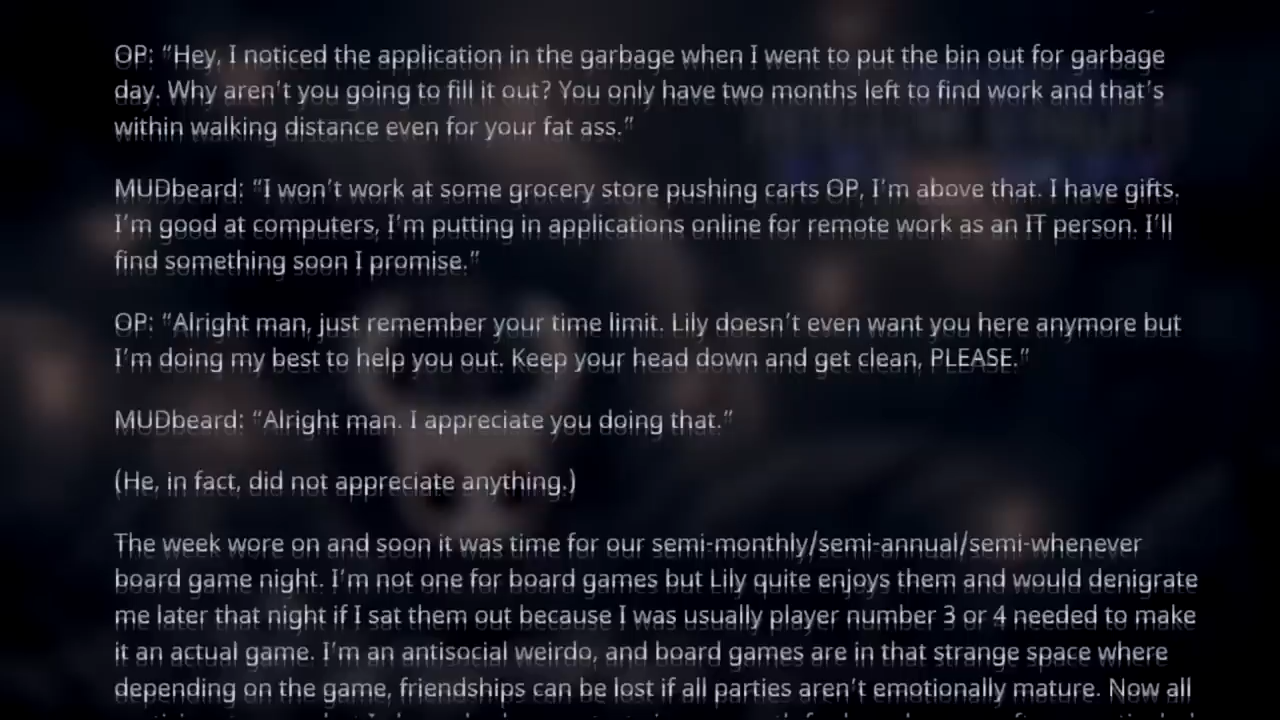 OP: “Hey, I noticed the application in the garbage when I went to put the bin out for garbage
day. Why aren’t you going to fill it out? You only have two months left to find work and that’s
within walking distance even for your fat ass.”
MUDbeard: “I won’t work at some grocery store pushing carts OP, I’m above that. I have gifts.
I’m good at computers, I’m putting in applications online for remote work as an IT person. I’ll
find something soon I promise.”
OP: “Alright man, just remember your time limit. Lily doesn’t even want you here anymore but
I’m doing my best to help you out. Keep your head down and get clean, PLEASE.”
MUDbeard: “Alright man. I appreciate you doing that.”
(He, in fact, did not appreciate anything.)
The week wore on and soon it was time for our semi-monthly/semi-annual/semi-whenever
board game night. I’m not one for board games but Lily quite enjoys them and would denigrate
me later that night if I sat them out because I was usually player number 3 or 4 needed to make
it an actual game. I’m an antisocial weirdo, and board games are in that strange space where
depending on the game, friendships can be lost if all parties aren’t emotionally mature. Now all